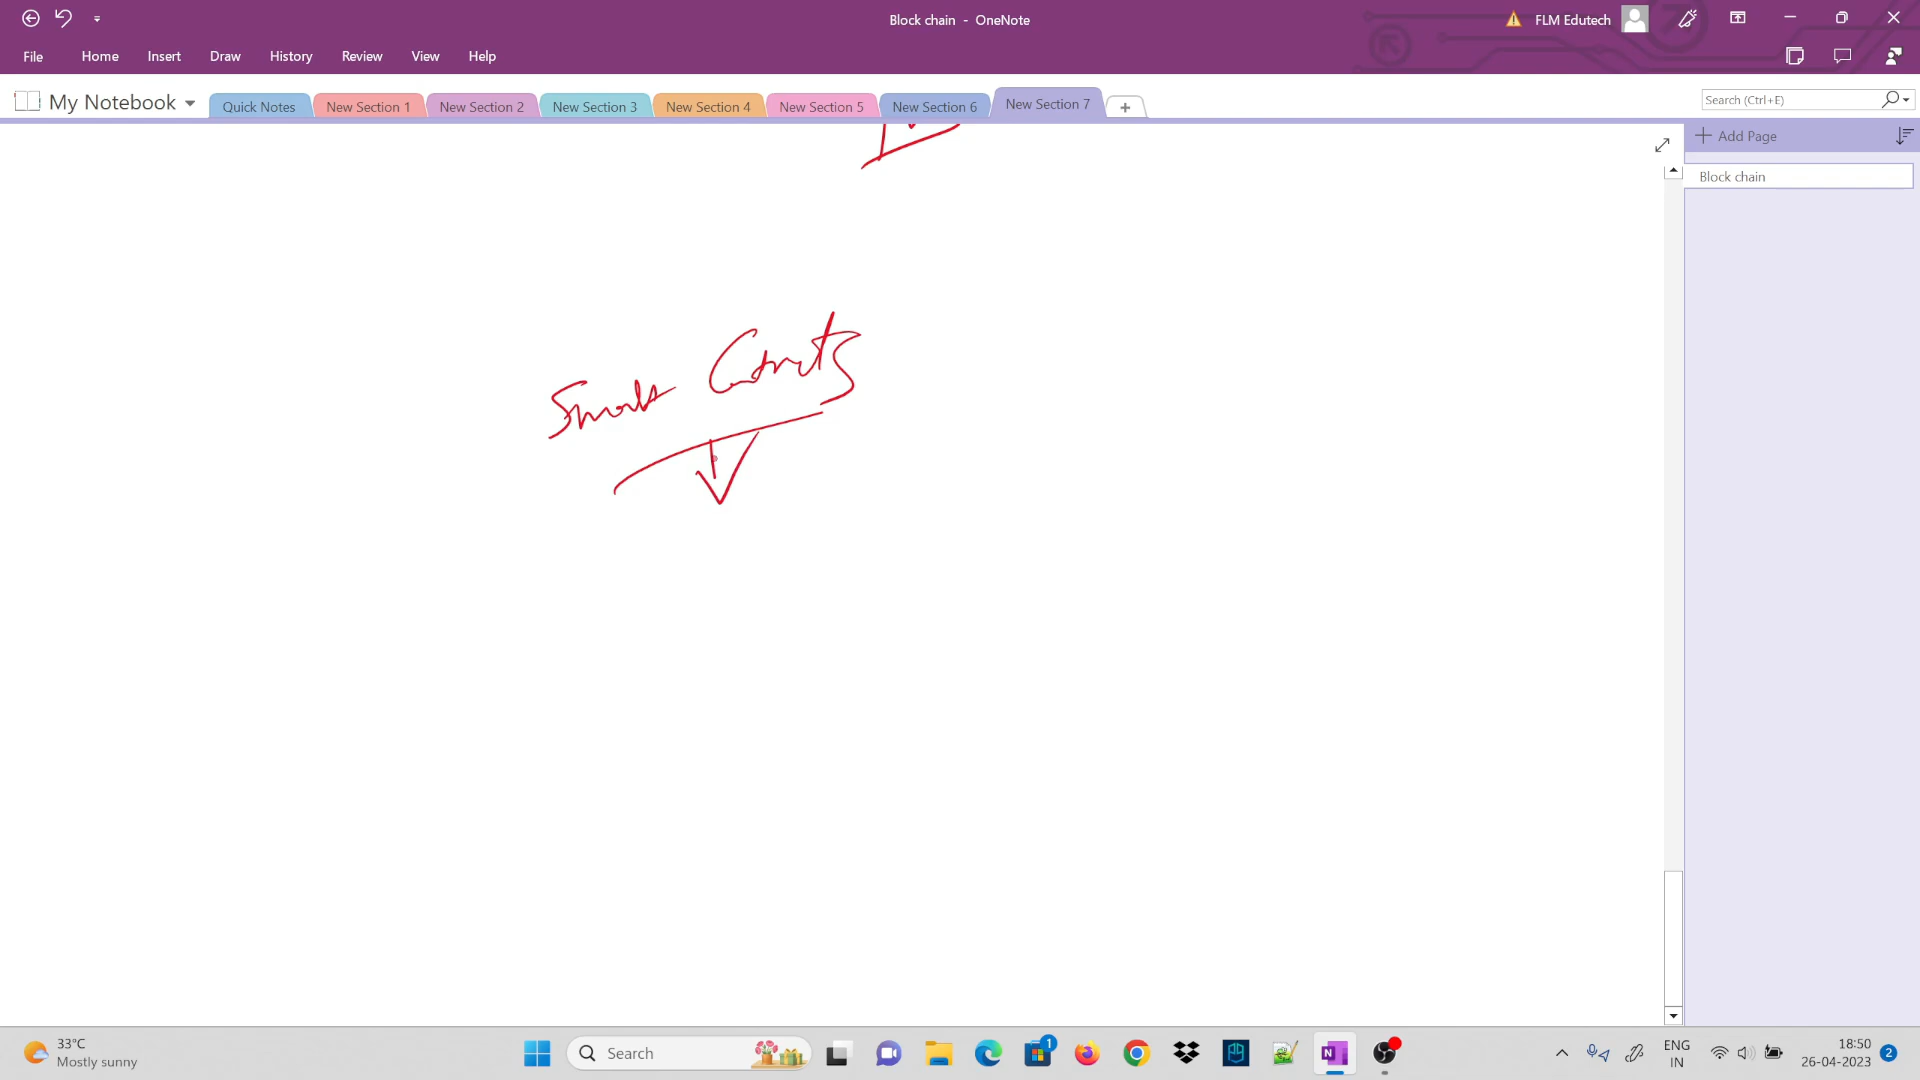 Block chain - OneNote
FLM Edutech
File Home Insert Draw History Review View Help
My Notebook
Quick Notes New Section 1 New Section 2 New Section 3 New Section 4 New Section 5 New Section 6 New Section 7
Search (Ctrl+E)
Add Page
Block chain
Smart Contracts
33°C
Mostly sunny
Search
1
ENG
IN
18:50
26-04-2023
2